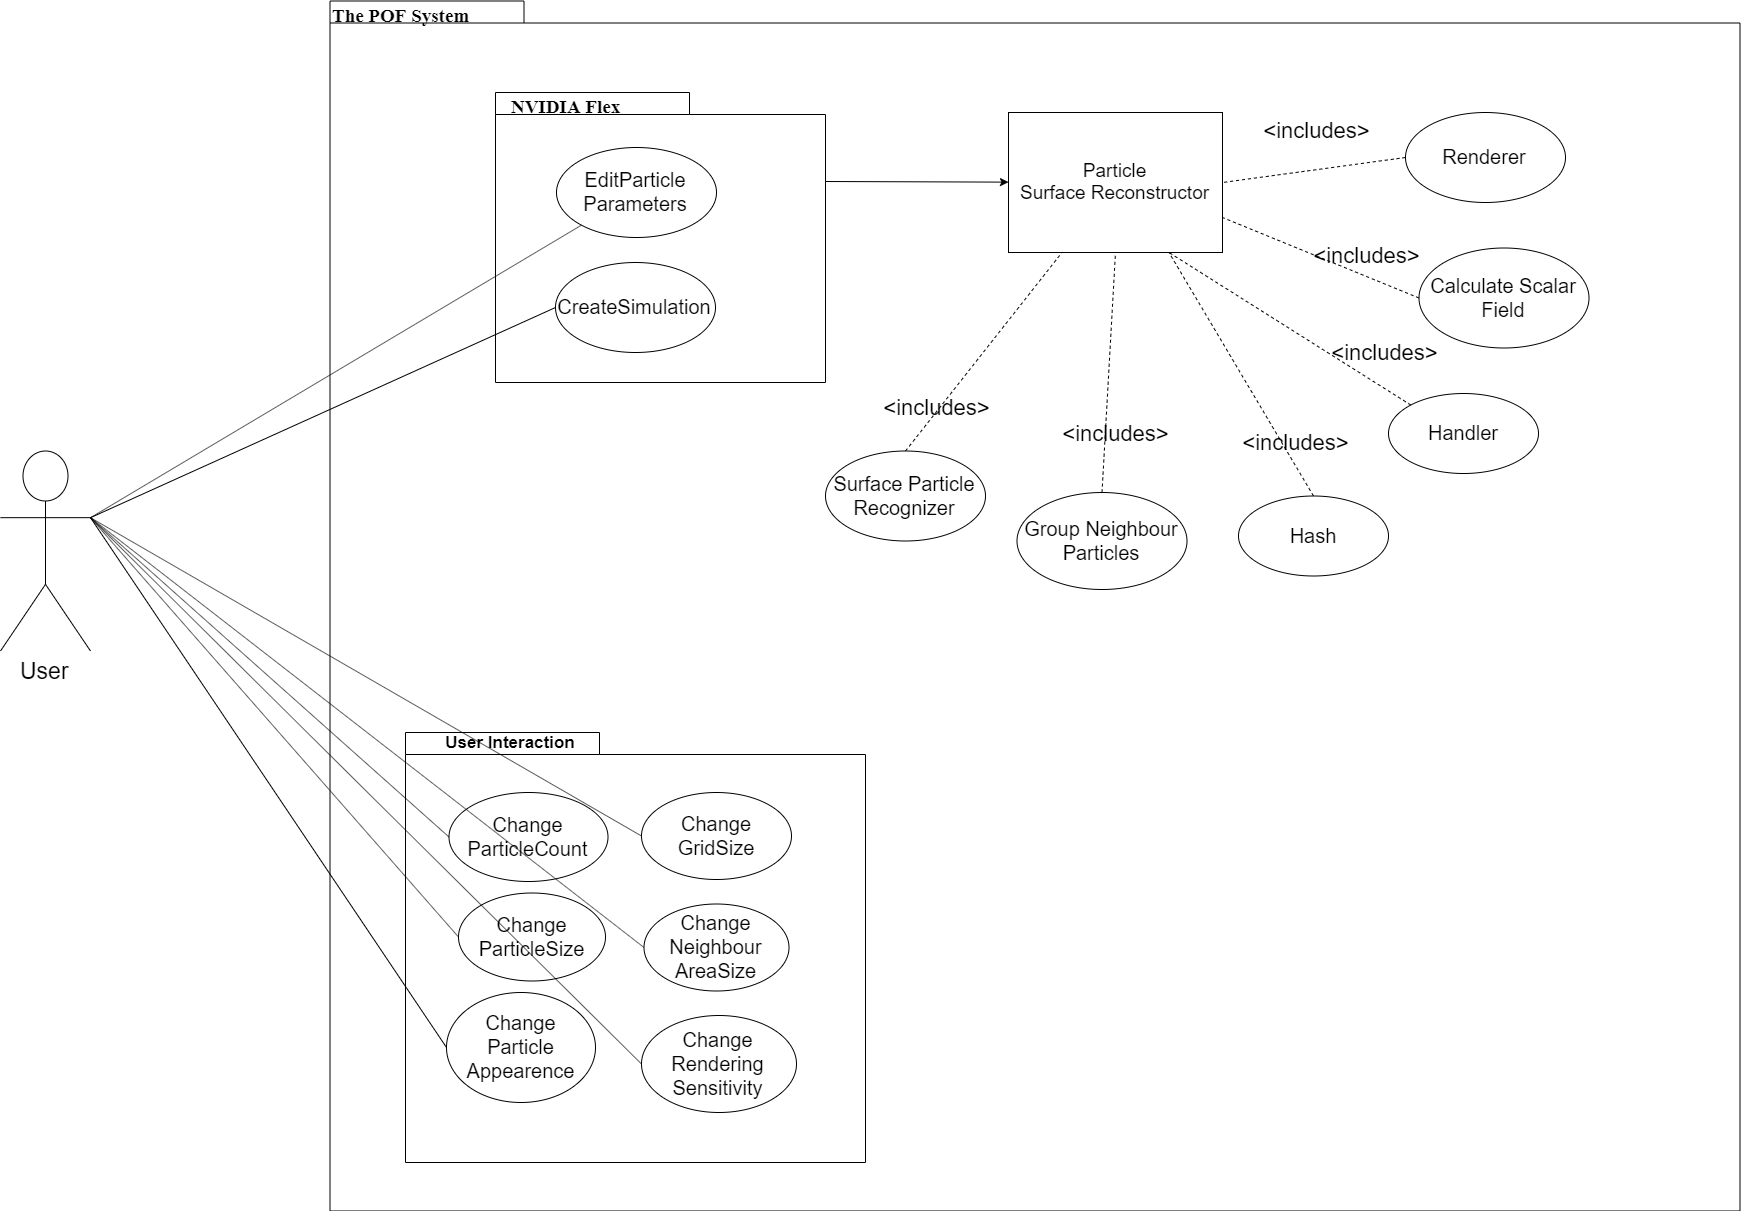 The POF System
NVIDIA Flex
EditParticle
Parameters
CreateSimulation
Particle
Surface Reconstructor
<includes>
Renderer
<includes>
Calculate Scalar
Field
<includes>
Handler
<includes>
Surface Particle
Recognizer
<includes>
Group Neighbour
Particles
<includes>
Hash
User
User Interaction
Change
ParticleCount
Change
GridSize
Change
ParticleSize
Change
Neighbour
AreaSize
Change
Particle
Appearence
Change
Rendering
Sensitivity